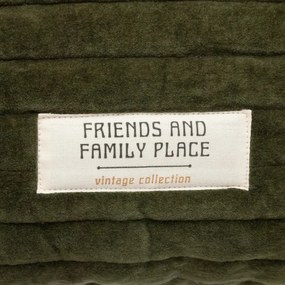 FRIENDS AND
FAMILY PLACE
vintage collection